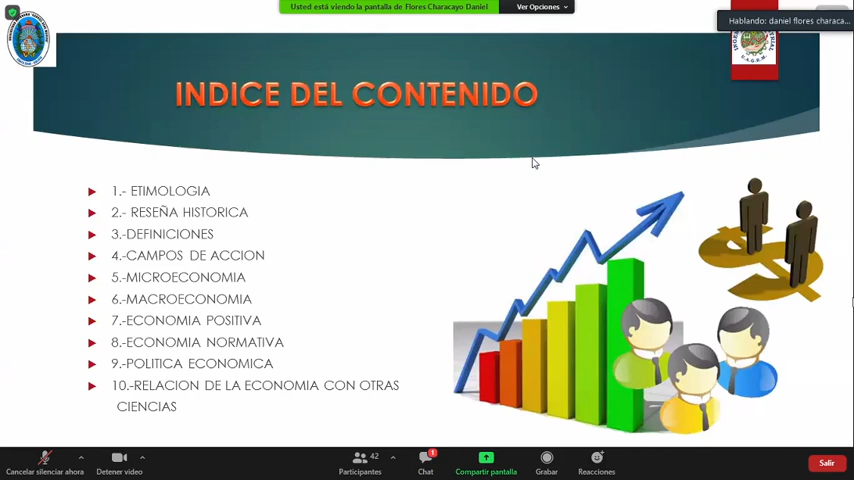 Usted está viendo la pantalla de Flores Characayo Daniel
Ver Opciones
Hablando: daniel flores characa...
INDICE DEL CONTENIDO
1.- ETIMOLOGIA
2.- RESEÑA HISTORICA
3.-DEFINICIONES
4.-CAMPOS DE ACCION
5.-MICROECONOMIA
6.-MACROECONOMIA
7.-ECONOMIA POSITIVA
8.-ECONOMIA NORMATIVA
9.-POLITICA ECONOMICA
10.-RELACION DE LA ECONOMIA CON OTRAS
CIENCIAS
Cancelar silenciar ahora
Detener video
42
Participantes
1
Chat
Compartir pantalla
Grabar
Reacciones
Salir